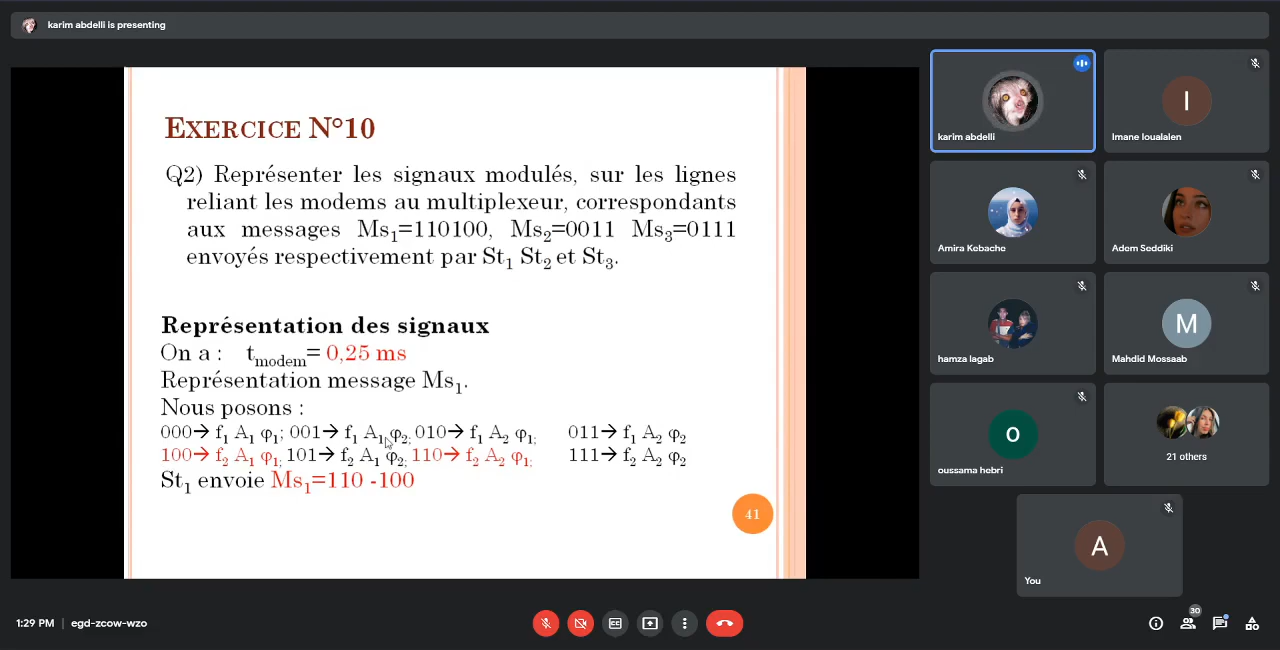 karim abdelli is presenting
EXERCICE N°10
Q2) Représenter les signaux modulés, sur les lignes
reliant les modems au multiplexeur, correspondants
aux messages Ms₁=110100, Ms₂=0011 Ms₃=0111
envoyés respectivement par St₁ St₂ et St₃.
Représentation des signaux
On a : t_modem= 0,25 ms
Représentation message Ms₁.
Nous posons :
000→ f₁ A₁ φ₁; 001→ f₁ A₁ φ₂; 010→ f₁ A₂ φ₁; 011→ f₁ A₂ φ₂
100→ f₂ A₁ φ₁; 101→ f₂ A₁ φ₂; 110→ f₂ A₂ φ₁; 111→ f₂ A₂ φ₂
St₁ envoie Ms₁=110 -100
41
karim abdelli
I
Imane loualalen
Amira Kebache
Adem Seddiki
hamza lagab
M
Mahdid Mossaab
O
oussama hebri
21 others
A
You
1:29 PM | egd-zcow-wzo
30